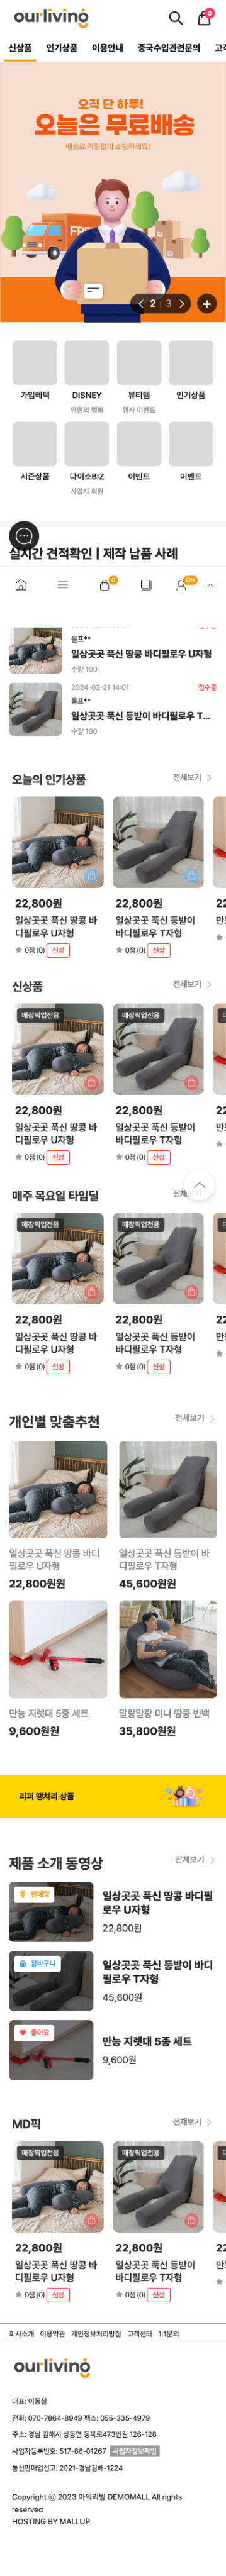 ourliving
0
신상품 인기상품 이용안내 중국수입관련문의 고객
오직 단 하루!
오늘은 무료배송
배송료 걱정없이 쇼핑하세요!
FREE
2 | 3
가입혜택 DISNEY 뷰티템 인기상품
만원의 행복 행사 이벤트
시즌상품 다이소BIZ 이벤트 이벤트
사업자 회원
실시간 견적확인 | 제작 납품 사례
0 ON
몰프**
일상곳곳 푹신 땅콩 바디필로우 U자형
수량 100
2024-02-21 14:01 접수중
몰프**
일상곳곳 푹신 등받이 바디필로우 T...
수량 100
오늘의 인기상품 전체보기
22,800원 22,800원
일상곳곳 푹신 땅콩 바디필로우 U자형
일상곳곳 푹신 등받이 바디필로우 T자형
0점 (0) 신상 0점 (0) 신상
신상품 전체보기
매장픽업전용 매장픽업전용
22,800원 22,800원
일상곳곳 푹신 땅콩 바디필로우 U자형
일상곳곳 푹신 등받이 바디필로우 T자형
0점 (0) 신상 0점 (0) 신상
매주 목요일 타임딜 전체보기
매장픽업전용 매장픽업전용
22,800원 22,800원
일상곳곳 푹신 땅콩 바디필로우 U자형
일상곳곳 푹신 등받이 바디필로우 T자형
0점 (0) 신상 0점 (0) 신상
개인별 맞춤추천 전체보기
일상곳곳 푹신 땅콩 바디필로우 U자형
22,800원원
일상곳곳 푹신 등받이 바디필로우 T자형
45,600원원
만능 지렛대 5종 세트
9,600원원
말랑말랑 미니 땅콩 빈백
35,800원원
리퍼 땡처리 상품
제품 소개 동영상 전체보기
판매량
일상곳곳 푹신 땅콩 바디필로우 U자형
22,800원
장바구니
일상곳곳 푹신 등받이 바디필로우 T자형
45,600원
좋아요
만능 지렛대 5종 세트
9,600원
MD픽 전체보기
매장픽업전용 매장픽업전용
22,800원 22,800원
일상곳곳 푹신 땅콩 바디필로우 U자형
일상곳곳 푹신 등받이 바디필로우 T자형
0점 (0) 신상 0점 (0) 신상
회사소개 이용약관 개인정보처리방침 고객센터 1:1문의
ourliving
대표: 이동철
전화: 070-7864-8949 팩스: 055-335-4979
주소: 경남 김해시 상동면 동북로473번길 126-128
사업자등록번호: 517-86-01267 사업자정보확인
통신판매업신고: 2021-경남김해-1224
Copyright ⓒ 2023 아워리빙 DEMOMALL All rights
reserved
HOSTING BY MALLUP